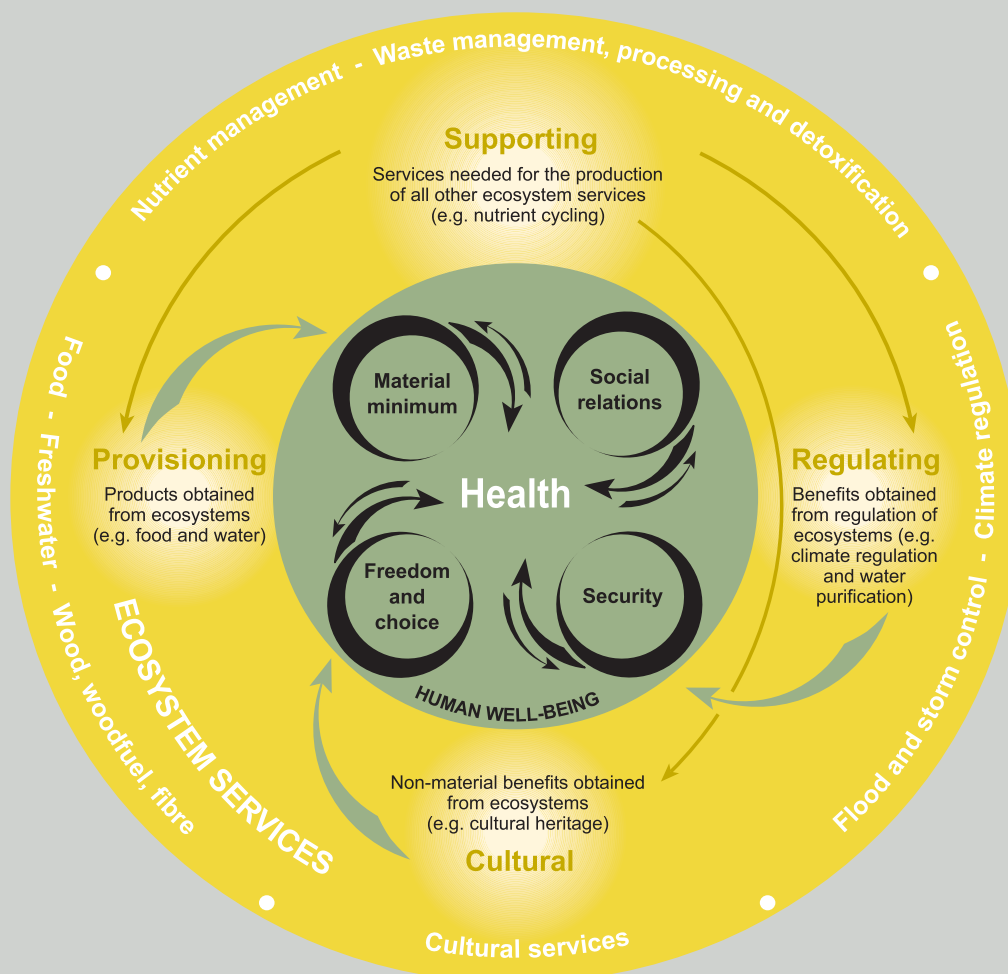 Nutrient management - Waste management, processing and detoxification
Supporting
Services needed for the production
of all other ecosystem services
(e.g. nutrient cycling)
Food - Freshwater - Wood, woodfuel, fibre
Provisioning
Products obtained
from ecosystems
(e.g. food and water)
ECOSYSTEM SERVICES
Material
minimum
Social
relations
Health
Freedom
and
choice
Security
HUMAN WELL-BEING
Regulating
Benefits obtained
from regulation of
ecosystems (e.g.
climate regulation
and water
purification)
Flood and storm control - Climate regulation
Non-material benefits obtained
from ecosystems
(e.g. cultural heritage)
Cultural
Cultural services